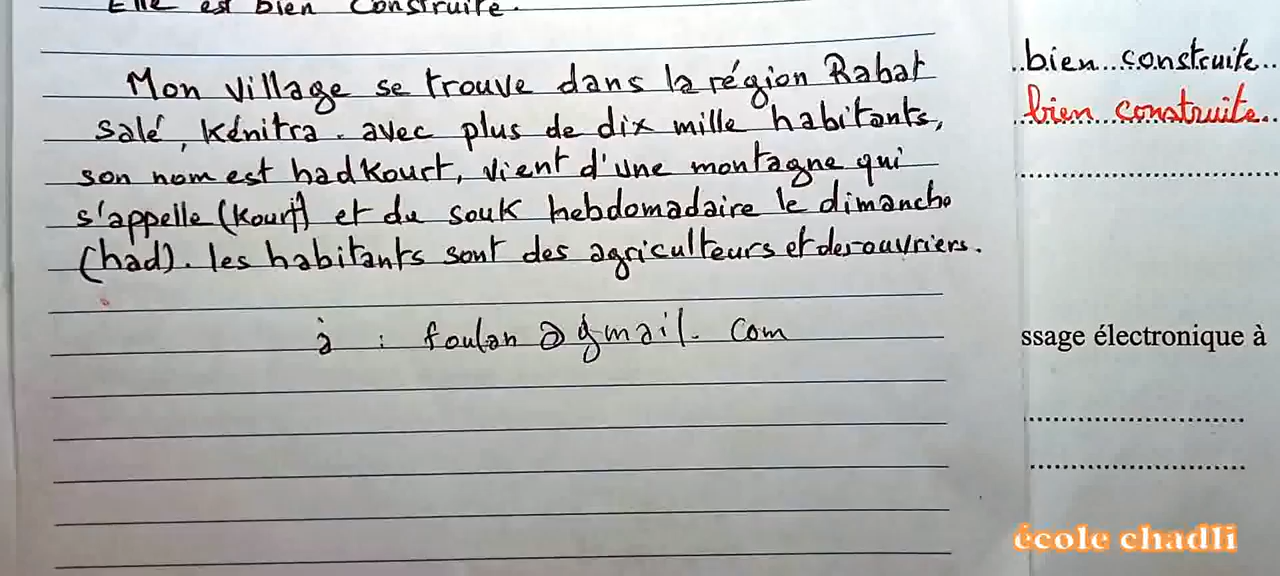 Elle est bien construite.
Mon village se trouve dans la région Rabat
salé, Kénitra. avec plus de dix mille habitants,
son nom est hadkourt, vient d'une montagne qui
s'appelle (kourt) et du souk hebdomadaire le dimanche
(had). les habitants sont des agriculteurs et des ouvriers.
à : foulan@gmail.com
bien construite
bien construite
ssage électronique à
école chadli